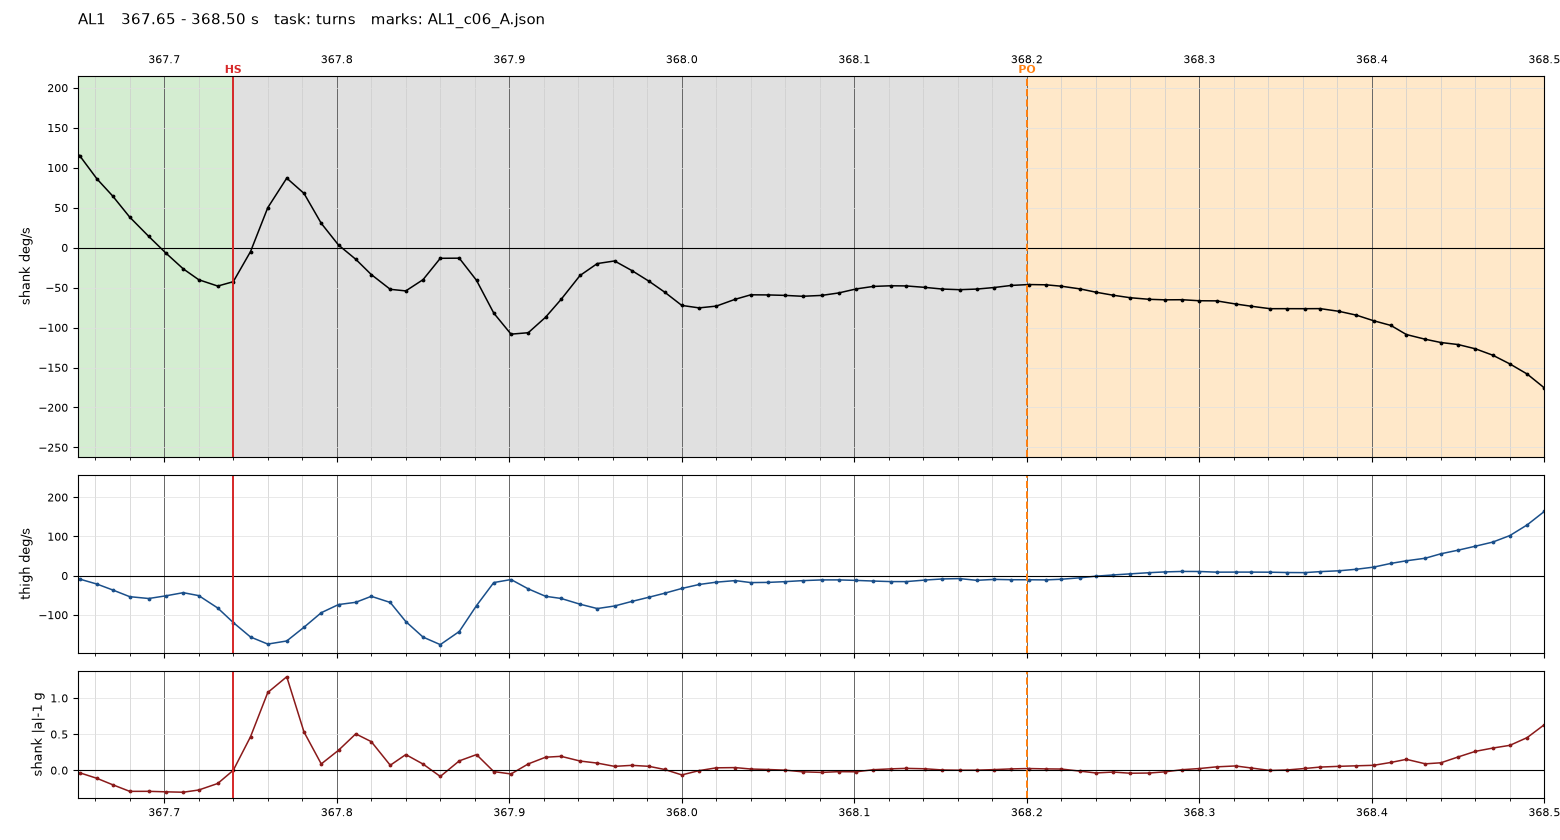 AL1   367.65 - 368.50 s   task: turns   marks: AL1_c06_A.json
367.7 367.8 367.9 368.0 368.1 368.2 368.3 368.4 368.5
HS PO
200
150
100
50
0
−50
−100
−150
−200
−250
shank deg/s
200
100
0
−100
thigh deg/s
1.0
0.5
0.0
shank |a|-1 g
367.7 367.8 367.9 368.0 368.1 368.2 368.3 368.4 368.5